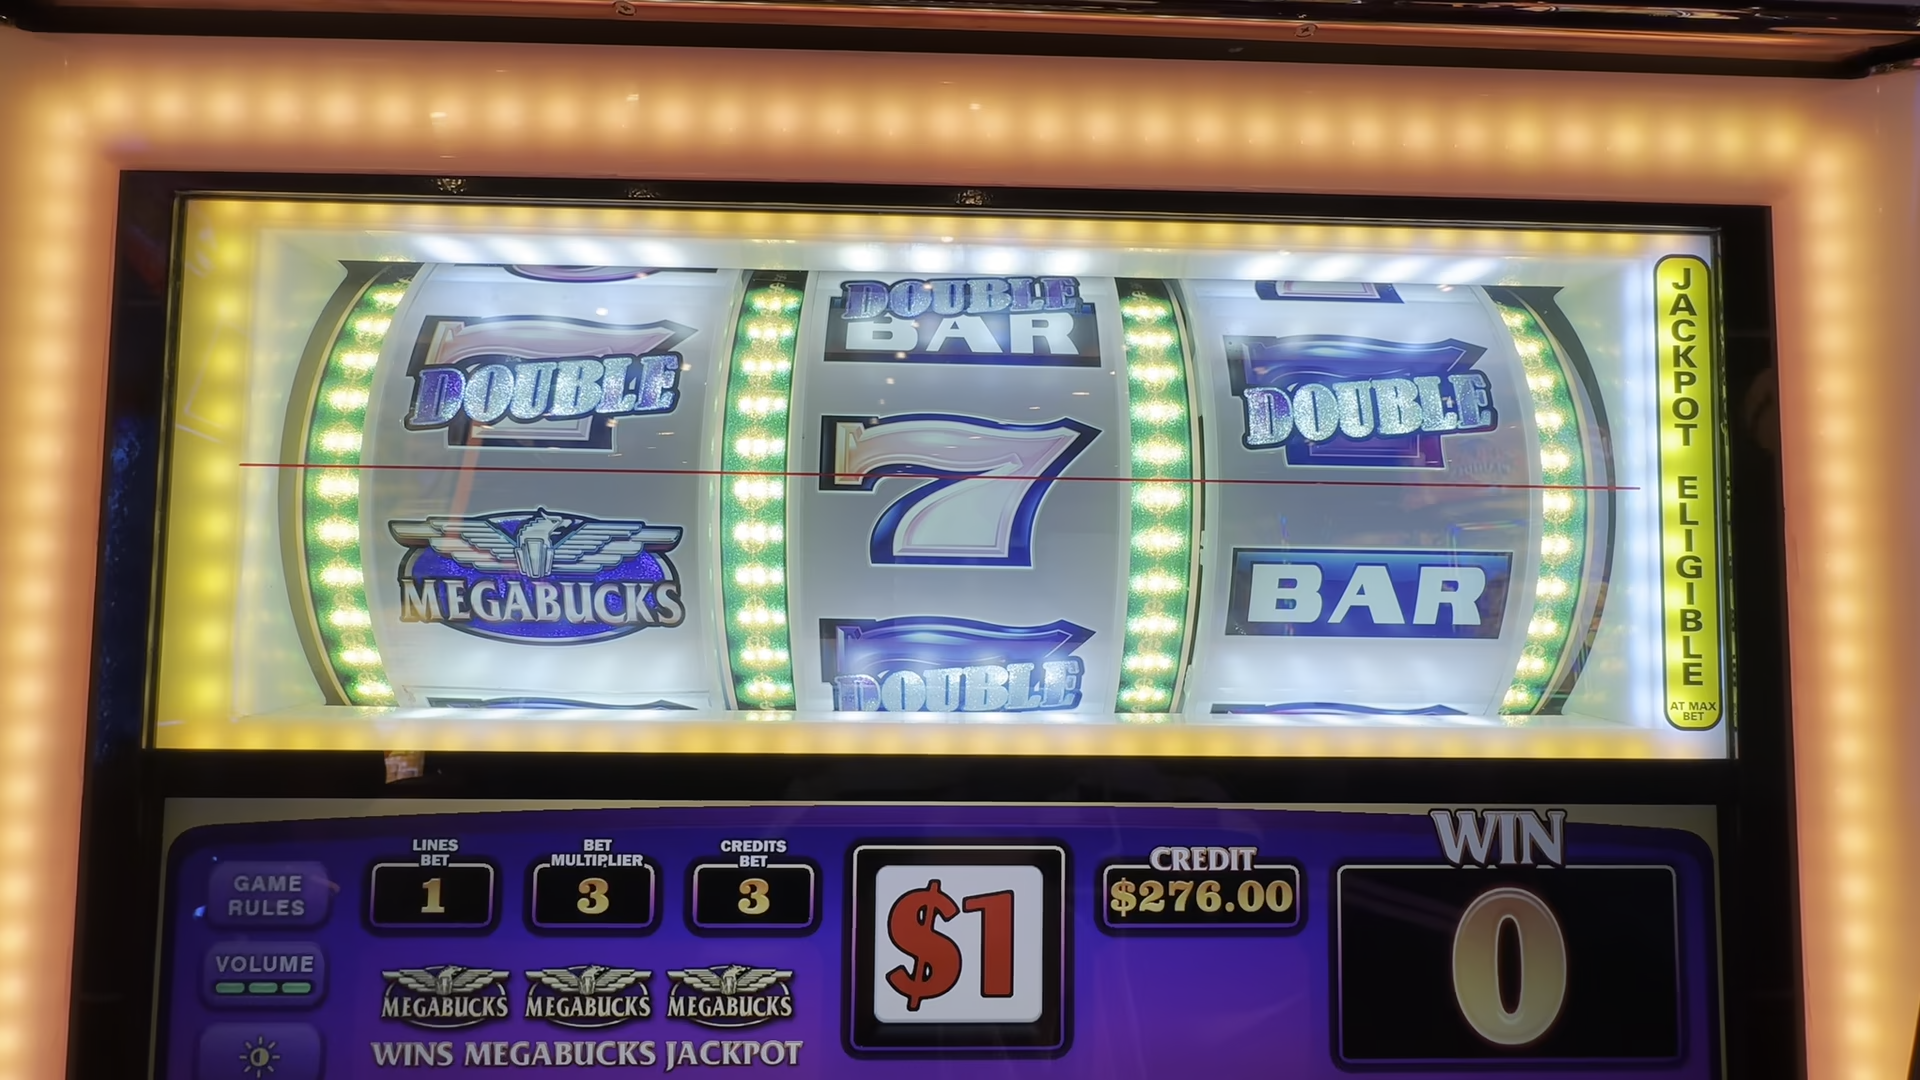 DOUBLE
BAR
DOUBLE
DOUBLE
7
MEGABUCKS
BAR
DOUBLE
JACKPOT ELIGIBLE
AT MAX
BET
LINES
BET
1
BET
MULTIPLIER
3
CREDITS
BET
3
$1
CREDIT
$276.00
WIN
0
GAME
RULES
VOLUME
MEGABUCKS MEGABUCKS MEGABUCKS
WINS MEGABUCKS JACKPOT